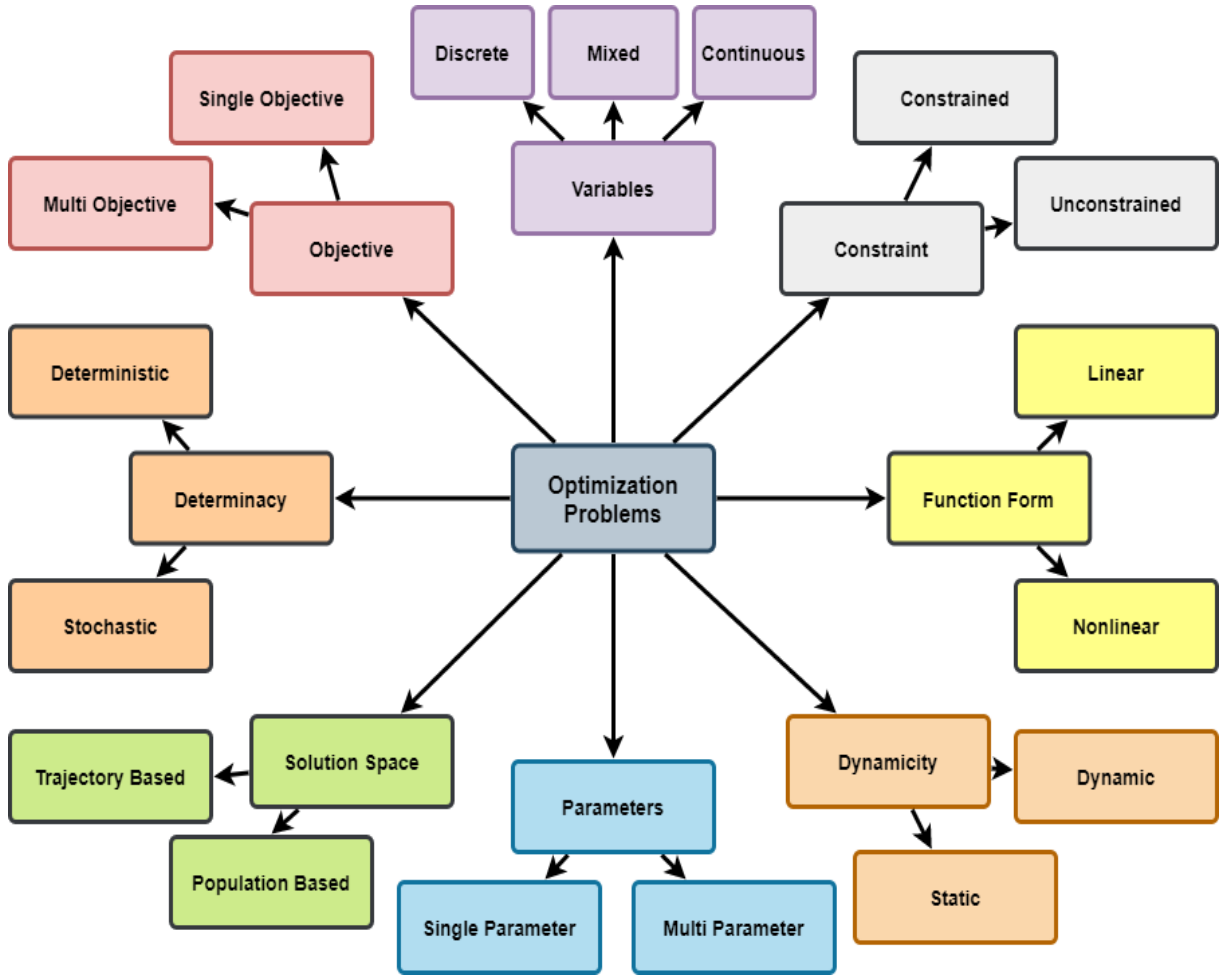 Discrete
Mixed
Continuous
Single Objective
Constrained
Multi Objective
Variables
Unconstrained
Objective
Constraint
Deterministic
Linear
Determinacy
Optimization
Problems
Function Form
Stochastic
Nonlinear
Trajectory Based
Solution Space
Dynamicity
Dynamic
Parameters
Population Based
Static
Single Parameter
Multi Parameter